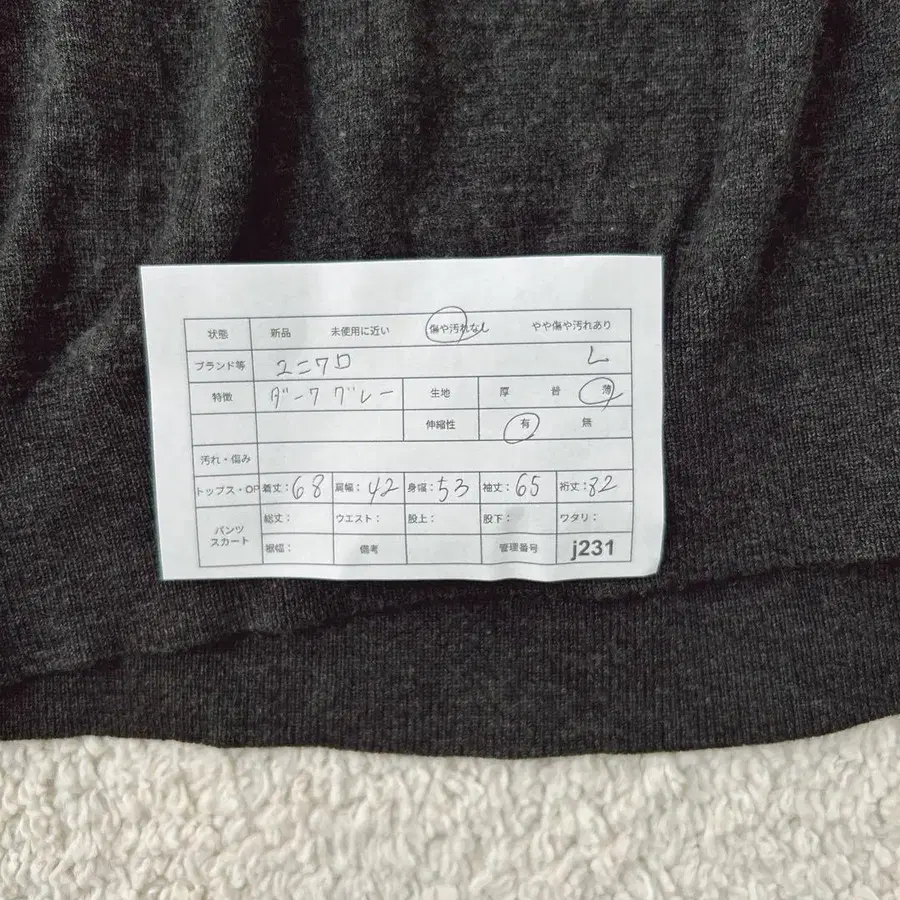 状態 新品 未使用に近い 傷や汚れなし やや傷や汚れあり
ブランド等 ユニクロ L
特徴 ダークグレー 生地 厚 普 薄
伸縮性 有 無
汚れ・傷み
トップス・OP 着丈：68 肩幅：42 身幅：53 袖丈：65 裄丈：82
パンツ スカート 総丈： ウエスト： 股上： 股下： ワタリ：
裾幅： 備考 管理番号 j231